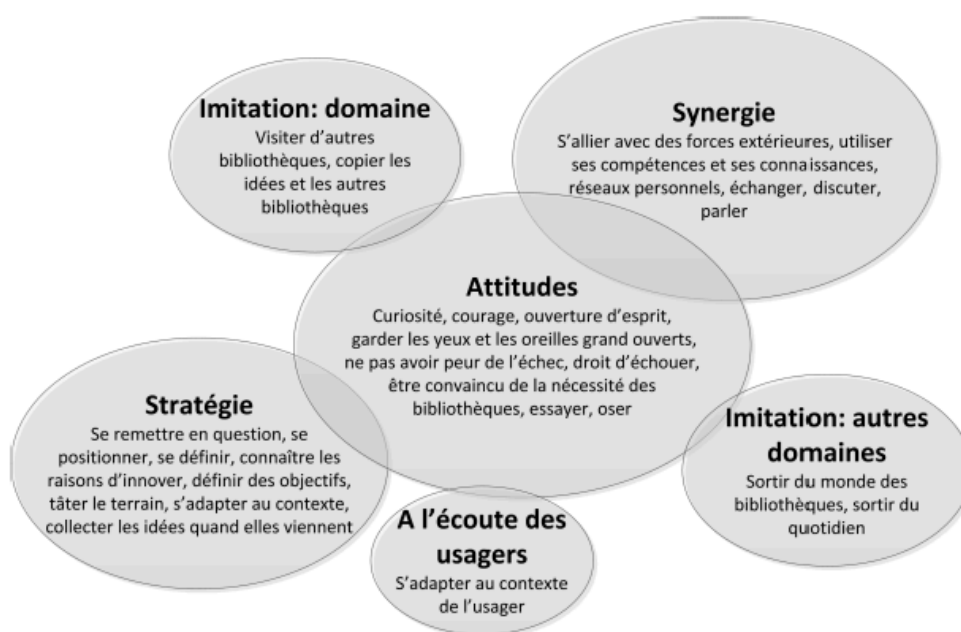 Imitation: domaine
Visiter d'autres
bibliothèques, copier les
idées et les autres
bibliothèques
Synergie
S'allier avec des forces extérieures, utiliser
ses compétences et ses connaissances,
réseaux personnels, échanger, discuter,
parler
Attitudes
Curiosité, courage, ouverture d'esprit,
garder les yeux et les oreilles grand ouverts,
ne pas avoir peur de l'échec, droit d'échouer,
être convaincu de la nécessité des
bibliothèques, essayer, oser
Stratégie
Se remettre en question, se
positionner, se définir, connaître les
raisons d'innover, définir des objectifs,
tâter le terrain, s'adapter au contexte,
collecter les idées quand elles viennent
Imitation: autres
domaines
Sortir du monde des
bibliothèques, sortir du
quotidien
A l'écoute des
usagers
S'adapter au contexte
de l'usager